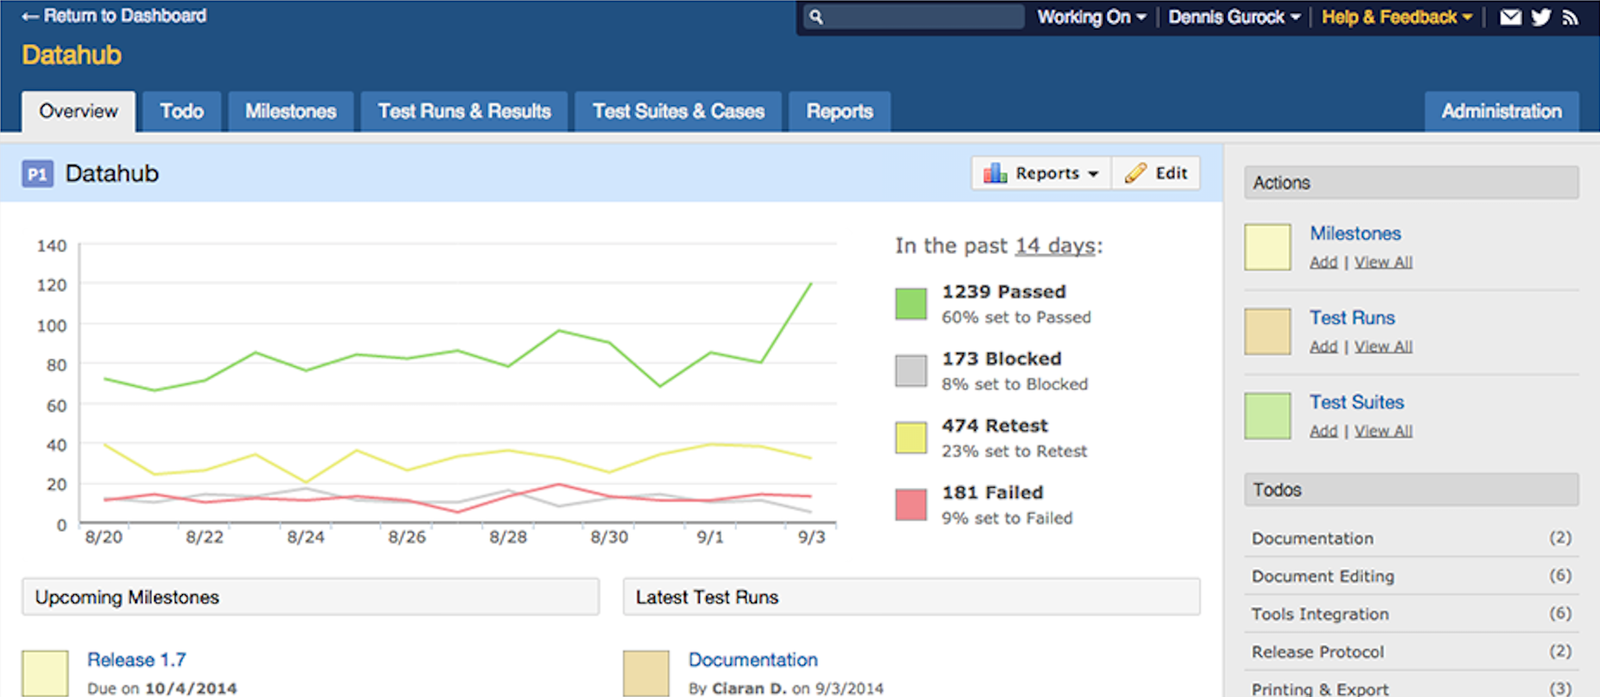 ← Return to Dashboard
Working On
Dennis Gurock
Help & Feedback
Datahub
Overview
Todo
Milestones
Test Runs & Results
Test Suites & Cases
Reports
Administration
P1 Datahub
Reports
Edit
140
120
100
80
60
40
20
0
8/20 8/22 8/24 8/26 8/28 8/30 9/1 9/3
In the past 14 days:
1239 Passed
60% set to Passed
173 Blocked
8% set to Blocked
474 Retest
23% set to Retest
181 Failed
9% set to Failed
Upcoming Milestones
Release 1.7
Due on 10/4/2014
Latest Test Runs
Documentation
By Ciaran D. on 9/3/2014
Actions
Milestones
Add | View All
Test Runs
Add | View All
Test Suites
Add | View All
Todos
Documentation (2)
Document Editing (6)
Tools Integration (6)
Release Protocol (2)
Printing & Export (3)